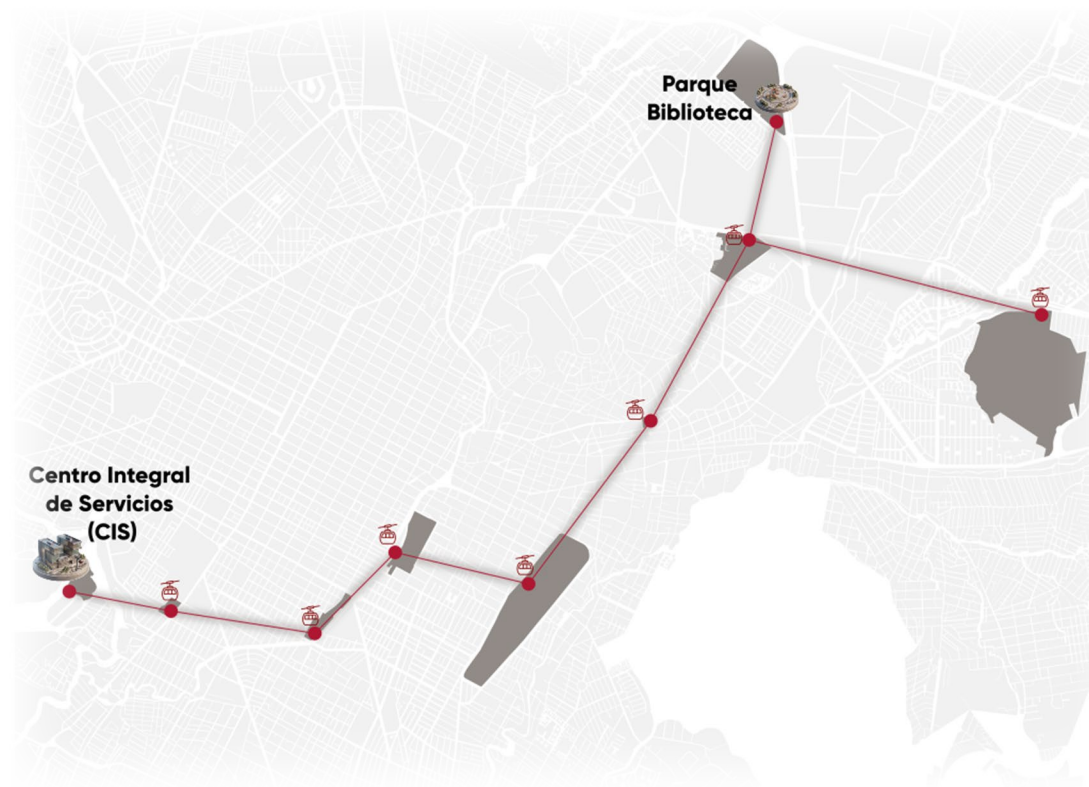 Parque
Biblioteca
Centro Integral
de Servicios
(CIS)